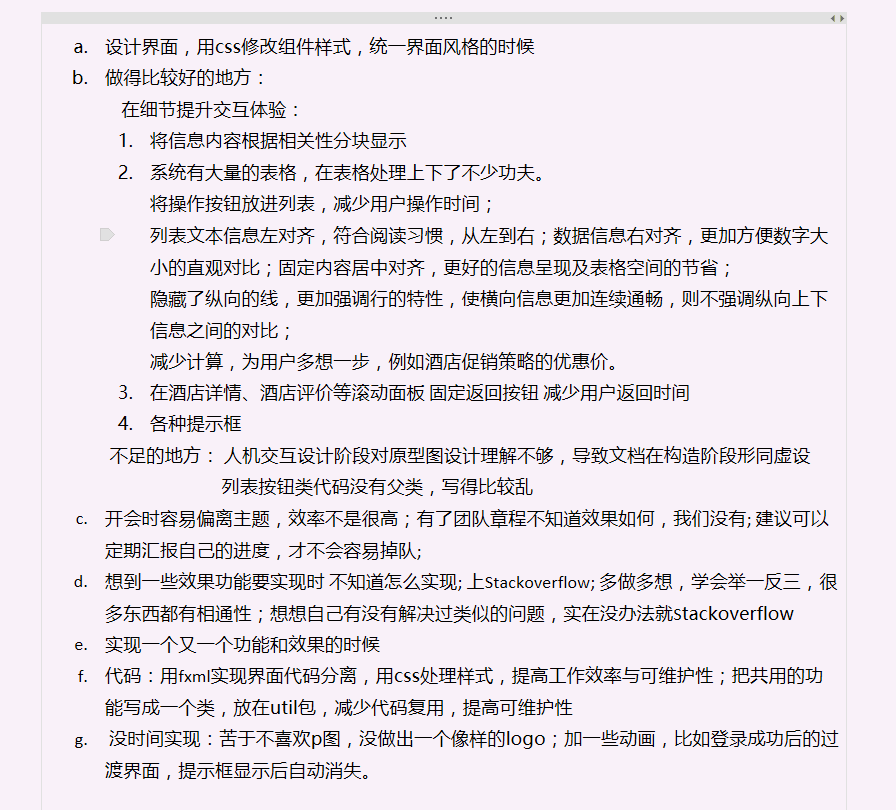 a. 设计界面，用css修改组件样式，统一界面风格的时候
b. 做得比较好的地方：
在细节提升交互体验：
1. 将信息内容根据相关性分块显示
2. 系统有大量的表格，在表格处理上下了不少功夫。
将操作按钮放进列表，减少用户操作时间；
列表文本信息左对齐，符合阅读习惯，从左到右；数据信息右对齐，更加方便数字大
小的直观对比；固定内容居中对齐，更好的信息呈现及表格空间的节省；
隐藏了纵向的线，更加强调行的特性，使横向信息更加连续通畅，则不强调纵向上下
信息之间的对比；
减少计算，为用户多想一步，例如酒店促销策略的优惠价。
3. 在酒店详情、酒店评价等滚动面板 固定返回按钮 减少用户返回时间
4. 各种提示框
不足的地方： 人机交互设计阶段对原型图设计理解不够，导致文档在构造阶段形同虚设
列表按钮类代码没有父类，写得比较乱
c. 开会时容易偏离主题，效率不是很高；有了团队章程不知道效果如何，我们没有; 建议可以
定期汇报自己的进度，才不会容易掉队;
d. 想到一些效果功能要实现时 不知道怎么实现; 上Stackoverflow; 多做多想，学会举一反三，很
多东西都有相通性；想想自己有没有解决过类似的问题，实在没办法就stackoverflow
e. 实现一个又一个功能和效果的时候
f. 代码：用fxml实现界面代码分离，用css处理样式，提高工作效率与可维护性；把共用的功
能写成一个类，放在util包，减少代码复用，提高可维护性
g. 没时间实现：苦于不喜欢p图，没做出一个像样的logo；加一些动画，比如登录成功后的过
渡界面，提示框显示后自动消失。